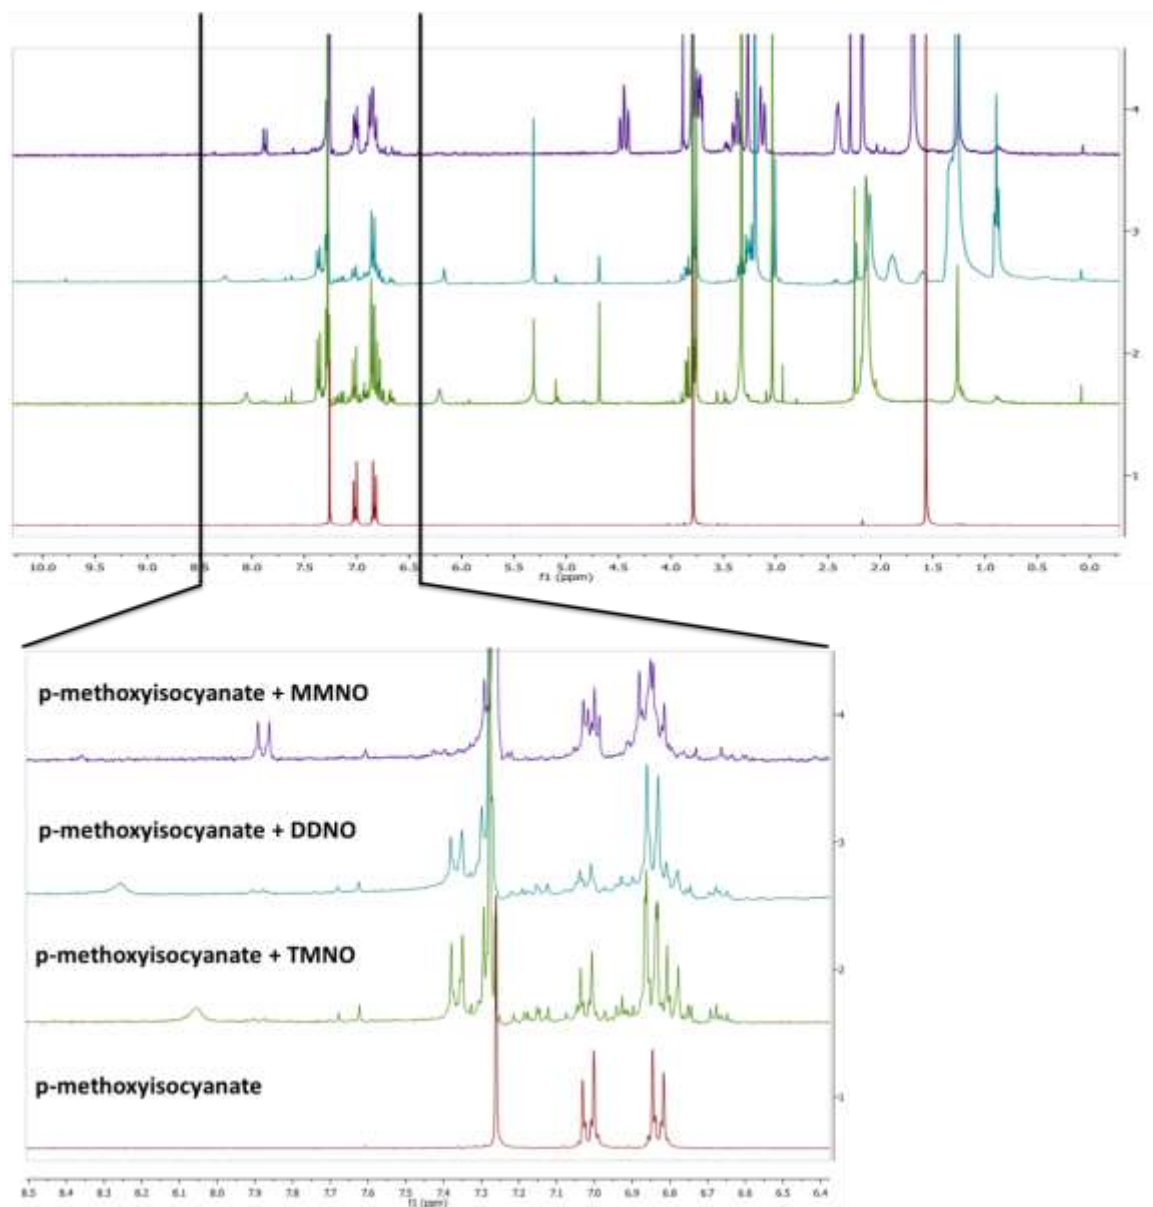 4
3
2
1
10.0 9.5 9.0 8.5 8.0 7.5 7.0 6.5 6.0 5.5 5.0 4.5 4.0 3.5 3.0 2.5 2.0 1.5 1.0 0.5 0.0
f1 (ppm)
p-methoxyisocyanate + MMNO
4
p-methoxyisocyanate + DDNO
3
p-methoxyisocyanate + TMNO
2
p-methoxyisocyanate
1
8.5 8.4 8.3 8.2 8.1 8.0 7.9 7.8 7.7 7.6 7.5 7.4 7.3 7.2 7.1 7.0 6.9 6.8 6.7 6.6 6.5 6.4
f1 (ppm)